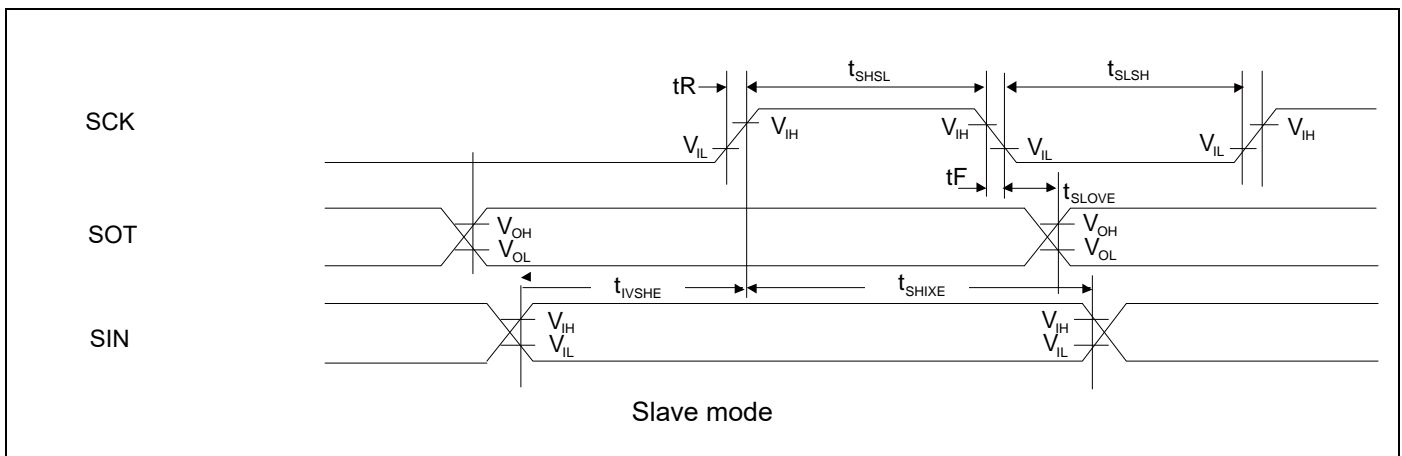 tR
tSHSL
tSLSH
SCK
VIH
VIH
VIH
VIL
VIL
VIL
tF
tSLOVE
SOT
VOH
VOL
VOH
VOL
tIVSHE
tSHIXE
SIN
VIH
VIL
VIH
VIL
Slave mode